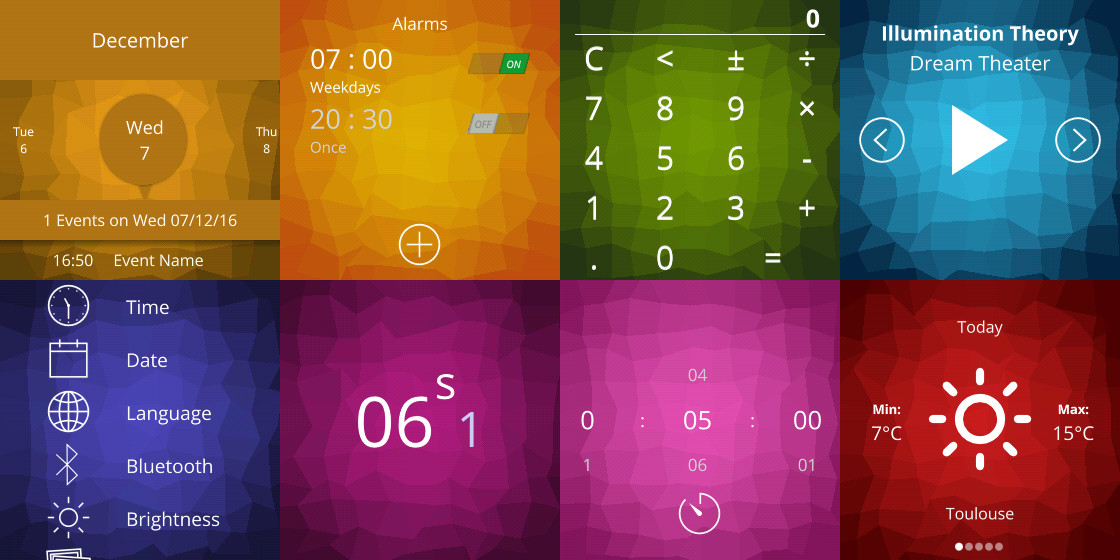 December
Tue
6
Wed
7
Thu
8
1 Events on Wed 07/12/16
16:50 Event Name
Alarms
07 : 00
ON
Weekdays
20 : 30
OFF
Once
0
C < ± ÷
7 8 9 ×
4 5 6 -
1 2 3 +
. 0 =
Illumination Theory
Dream Theater
Time
Date
Language
Bluetooth
Brightness
06 s 1
04
0 : 05 : 00
1 06 01
Today
Min:
7°C
Max:
15°C
Toulouse